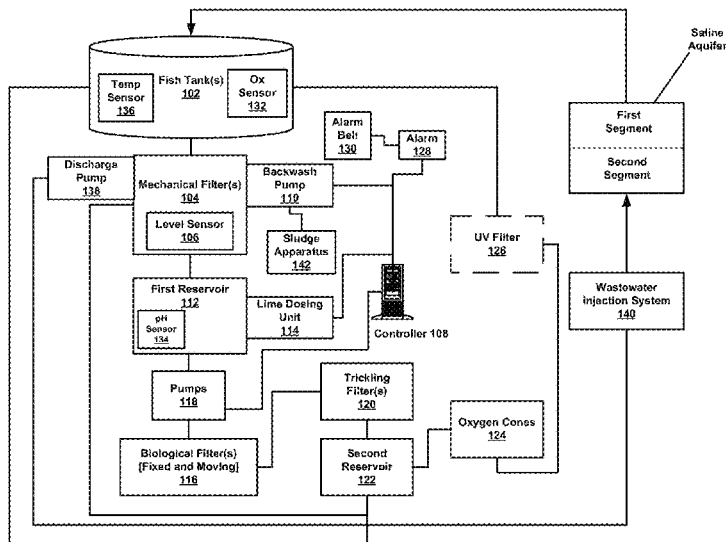 Saline
Aquifer
Fish Tank(s)
102
Temp
Sensor
136
Ox
Sensor
132
Alarm
Belt
130
Alarm
128
First
Segment
Second
Segment
Discharge
Pump
138
Mechanical Filter(s)
104
Level Sensor
106
Backwash
Pump
110
Sludge
Apparatus
142
UV Filter
126
First Reservoir
112
pH
Sensor
134
Lime Dosing
Unit
114
Controller 108
Wastewater
Injection System
140
Pumps
118
Trickling
Filter(s)
120
Oxygen Cones
124
Biological Filter(s)
[Fixed and Moving]
116
Second
Reservoir
122